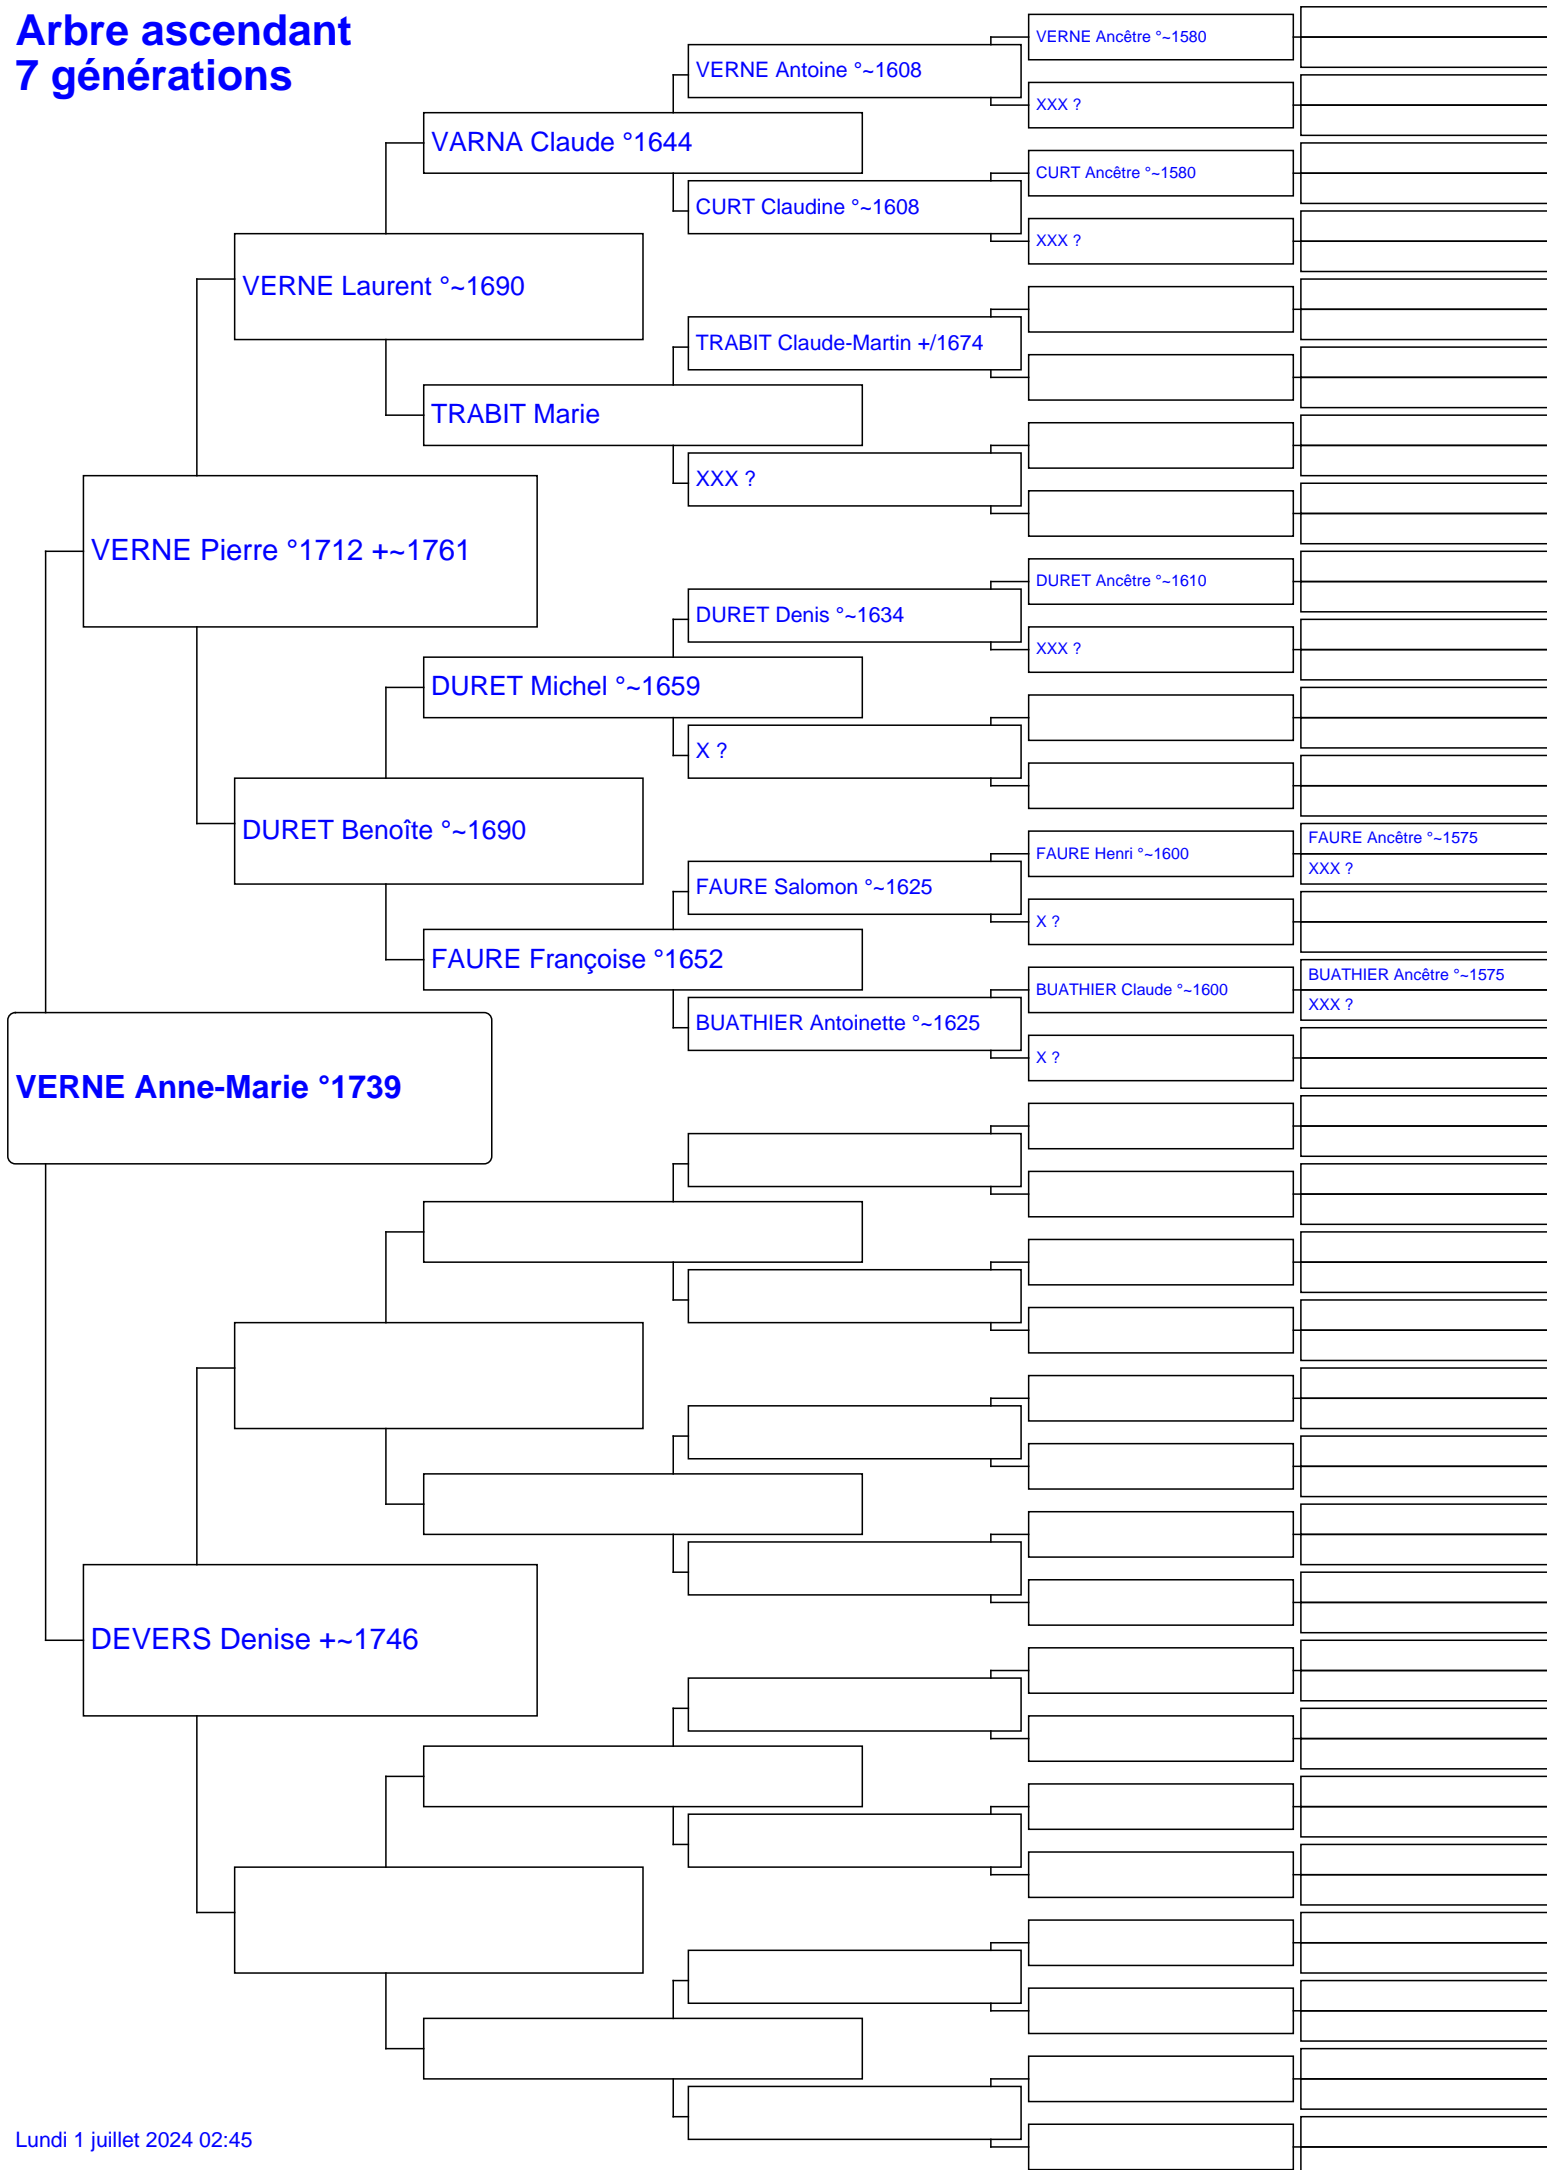 Arbre ascendant
7 générations
VERNE Ancêtre °~1580
VERNE Antoine °~1608
XXX ?
VARNA Claude °1644
CURT Ancêtre °~1580
CURT Claudine °~1608
XXX ?
VERNE Laurent °~1690
TRABIT Claude-Martin +/1674
TRABIT Marie
XXX ?
VERNE Pierre °1712 +~1761
DURET Ancêtre °~1610
DURET Denis °~1634
XXX ?
DURET Michel °~1659
X ?
DURET Benoîte °~1690
FAURE Ancêtre °~1575
FAURE Henri °~1600
XXX ?
FAURE Salomon °~1625
X ?
FAURE Françoise °1652
BUATHIER Ancêtre °~1575
BUATHIER Claude °~1600
XXX ?
BUATHIER Antoinette °~1625
X ?
VERNE Anne-Marie °1739
DEVERS Denise +~1746
Lundi 1 juillet 2024 02:45